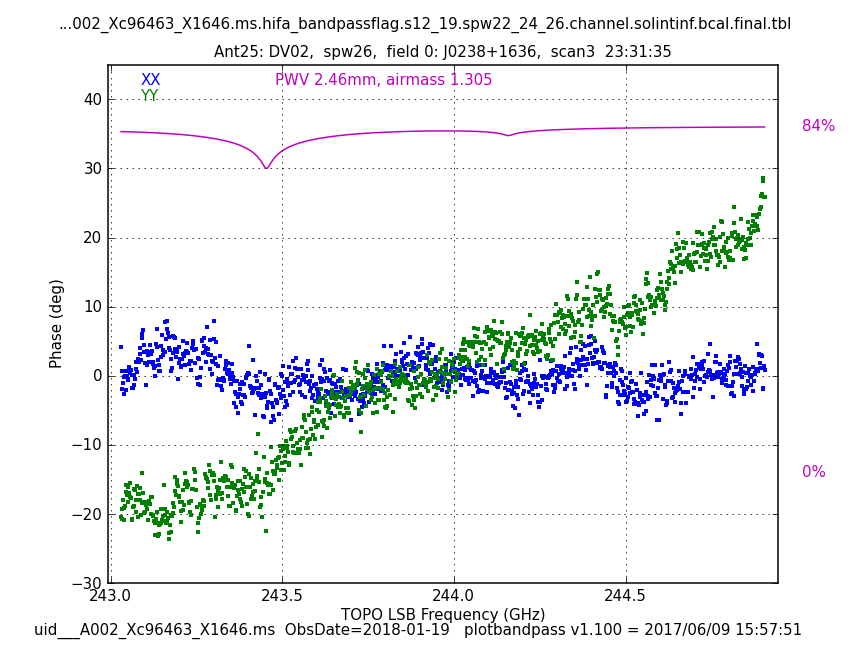 ...002_Xc96463_X1646.ms.hifa_bandpassflag.s12_19.spw22_24_26.channel.solintinf.bcal.final.tbl
Ant25: DV02,  spw26,  field 0: J0238+1636,  scan3  23:31:35
XX PWV 2.46mm, airmass 1.305
YY
40
84%
30
20
10
0
−10
0%
−20
−30
Phase (deg)
243.0 243.5 244.0 244.5
TOPO LSB Frequency (GHz)
uid___A002_Xc96463_X1646.ms  ObsDate=2018-01-19   plotbandpass v1.100 = 2017/06/09 15:57:51